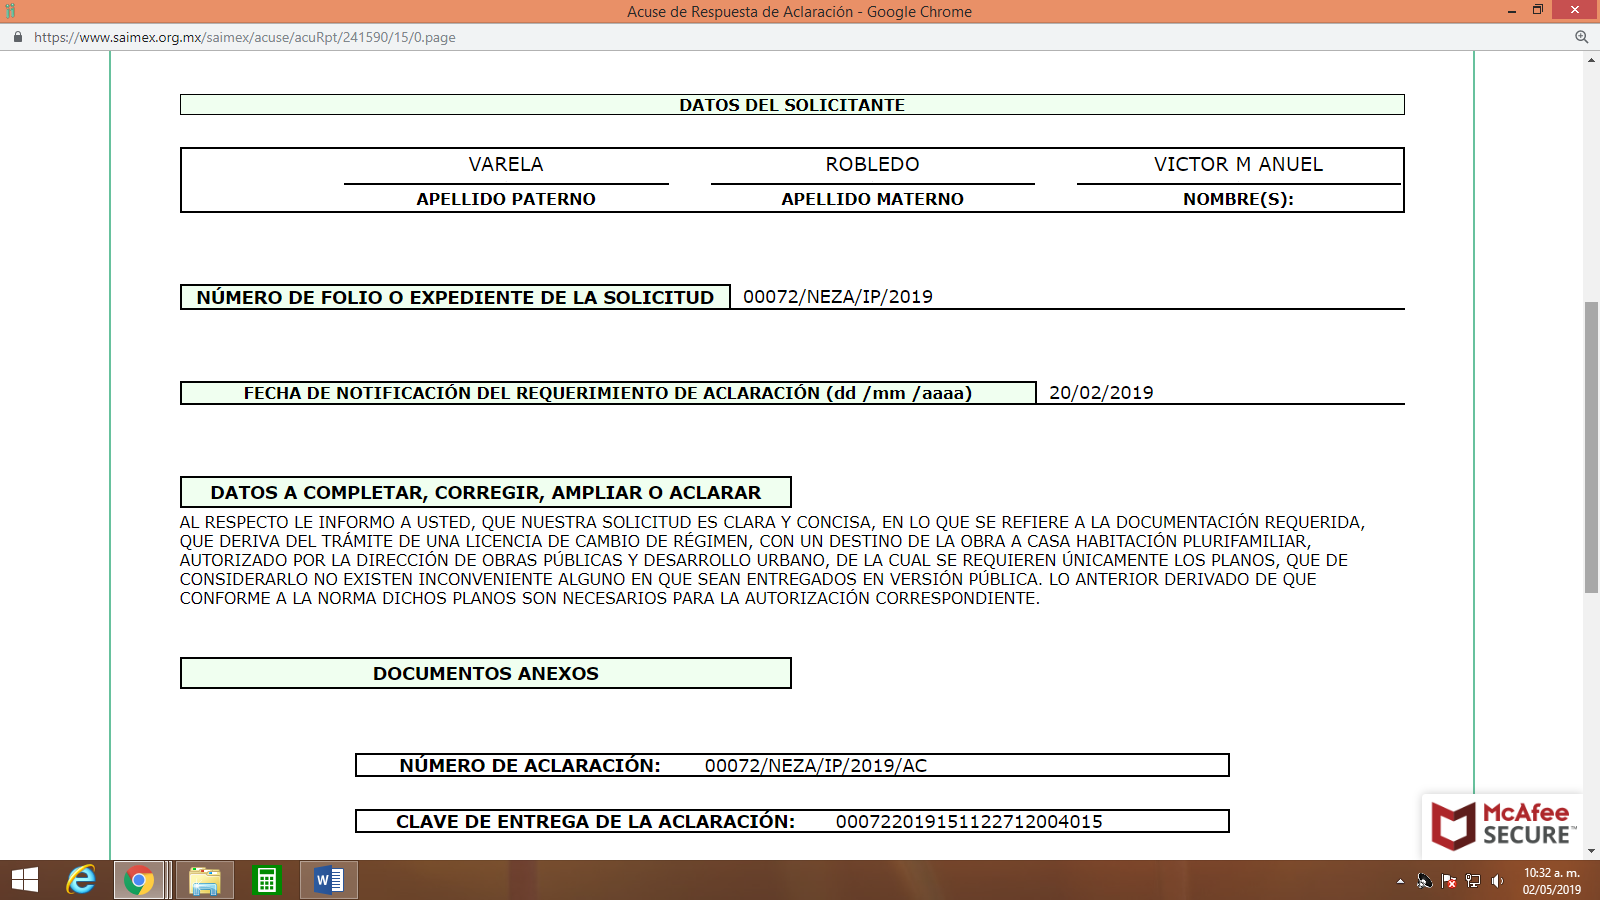 Acuse de Respuesta de Aclaración - Google Chrome
https://www.saimex.org.mx/saimex/acuse/acuRpt/241590/15/0.page
DATOS DEL SOLICITANTE
VARELA ROBLEDO VICTOR M ANUEL
APELLIDO PATERNO APELLIDO MATERNO NOMBRE(S):
NÚMERO DE FOLIO O EXPEDIENTE DE LA SOLICITUD 00072/NEZA/IP/2019
FECHA DE NOTIFICACIÓN DEL REQUERIMIENTO DE ACLARACIÓN (dd /mm /aaaa) 20/02/2019
DATOS A COMPLETAR, CORREGIR, AMPLIAR O ACLARAR
AL RESPECTO LE INFORMO A USTED, QUE NUESTRA SOLICITUD ES CLARA Y CONCISA, EN LO QUE SE REFIERE A LA DOCUMENTACIÓN REQUERIDA,
QUE DERIVA DEL TRÁMITE DE UNA LICENCIA DE CAMBIO DE RÉGIMEN, CON UN DESTINO DE LA OBRA A CASA HABITACIÓN PLURIFAMILIAR,
AUTORIZADO POR LA DIRECCIÓN DE OBRAS PÚBLICAS Y DESARROLLO URBANO, DE LA CUAL SE REQUIEREN ÚNICAMENTE LOS PLANOS, QUE DE
CONSIDERARLO NO EXISTEN INCONVENIENTE ALGUNO EN QUE SEAN ENTREGADOS EN VERSIÓN PÚBLICA. LO ANTERIOR DERIVADO DE QUE
CONFORME A LA NORMA DICHOS PLANOS SON NECESARIOS PARA LA AUTORIZACIÓN CORRESPONDIENTE.
DOCUMENTOS ANEXOS
NÚMERO DE ACLARACIÓN: 00072/NEZA/IP/2019/AC
CLAVE DE ENTREGA DE LA ACLARACIÓN: 000722019151122712004015
McAfee
SECURE™
10:32 a. m.
02/05/2019